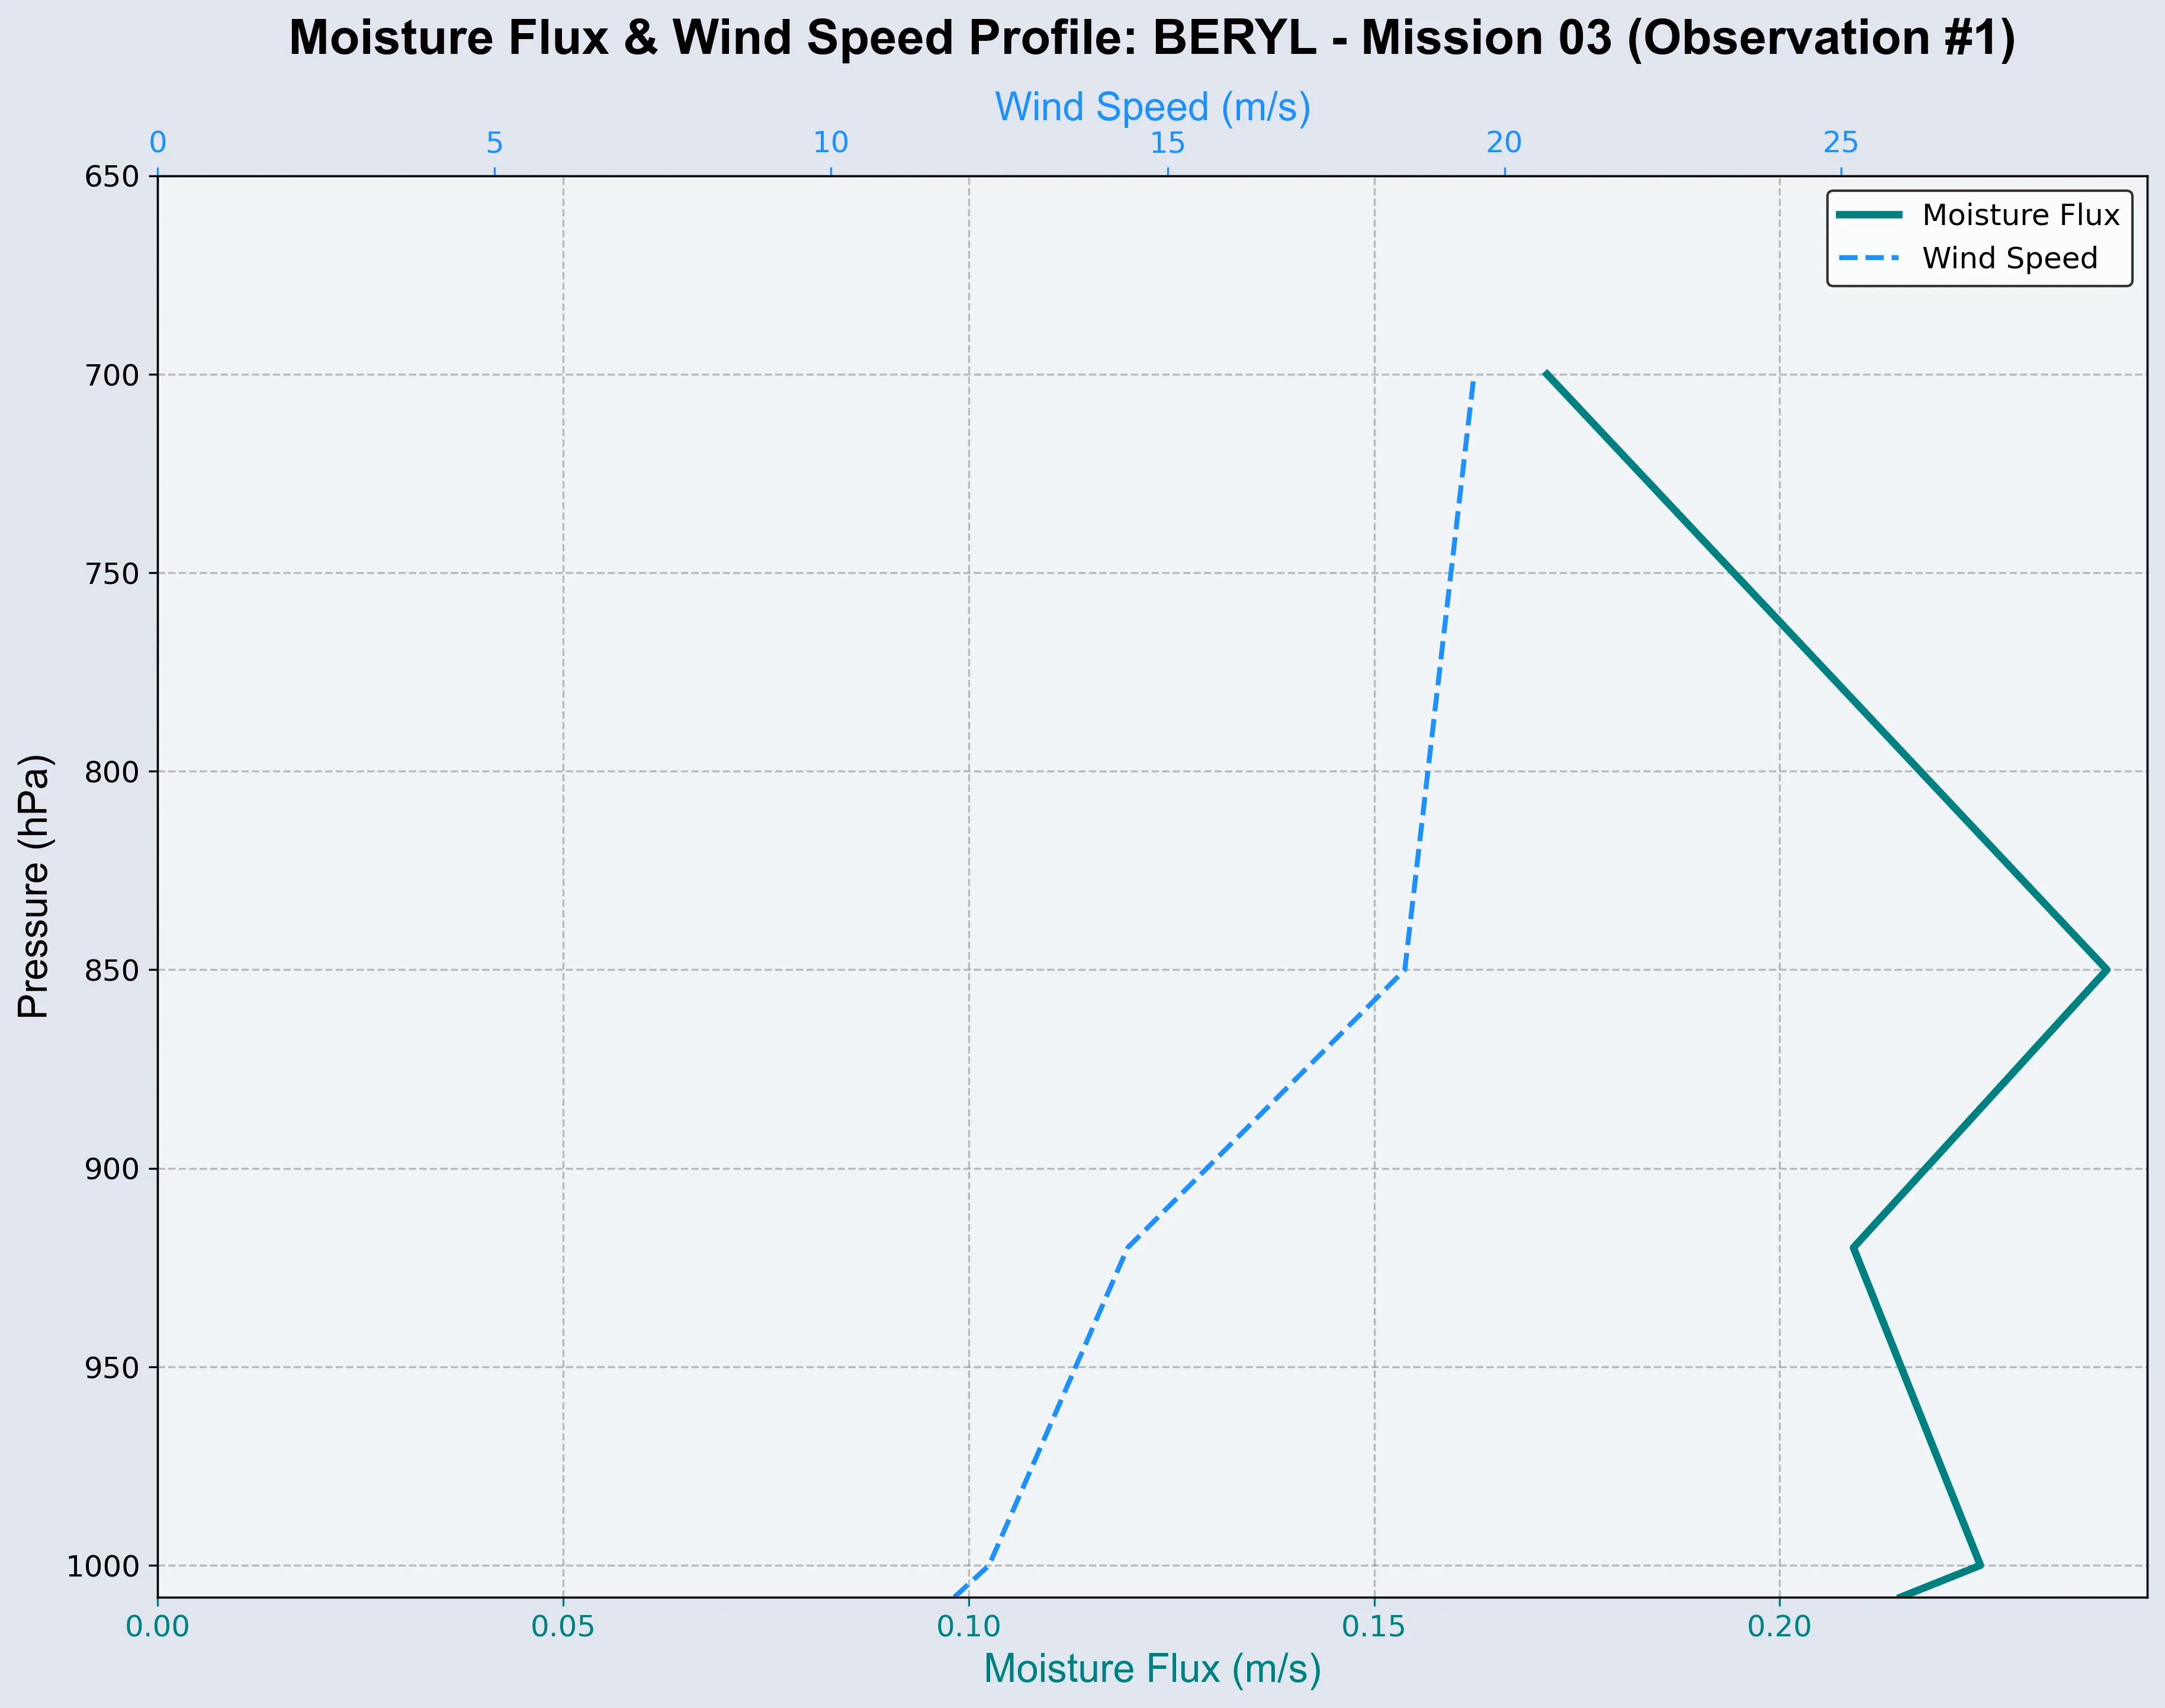 Moisture Flux & Wind Speed Profile: BERYL - Mission 03 (Observation #1)
Wind Speed (m/s)
0 5 10 15 20 25
Moisture Flux
Wind Speed
650
700
750
800
850
900
950
1000
Pressure (hPa)
0.00 0.05 0.10 0.15 0.20
Moisture Flux (m/s)